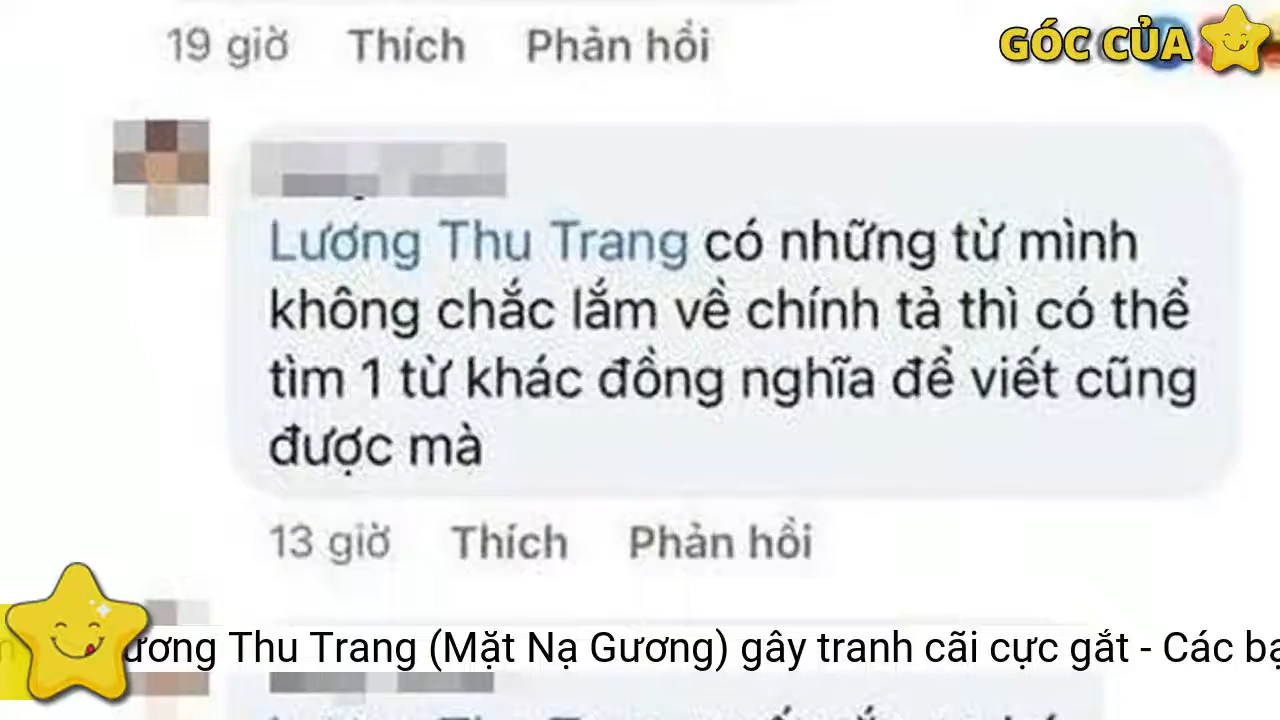 19 giờ Thích Phản hồi
GÓC CỦA
Lương Thu Trang có những từ mình
không chắc lắm về chính tả thì có thể
tìm 1 từ khác đồng nghĩa để viết cũng
được mà
13 giờ Thích Phản hồi
ương Thu Trang (Mặt Nạ Gương) gây tranh cãi cực gắt - Các bạ